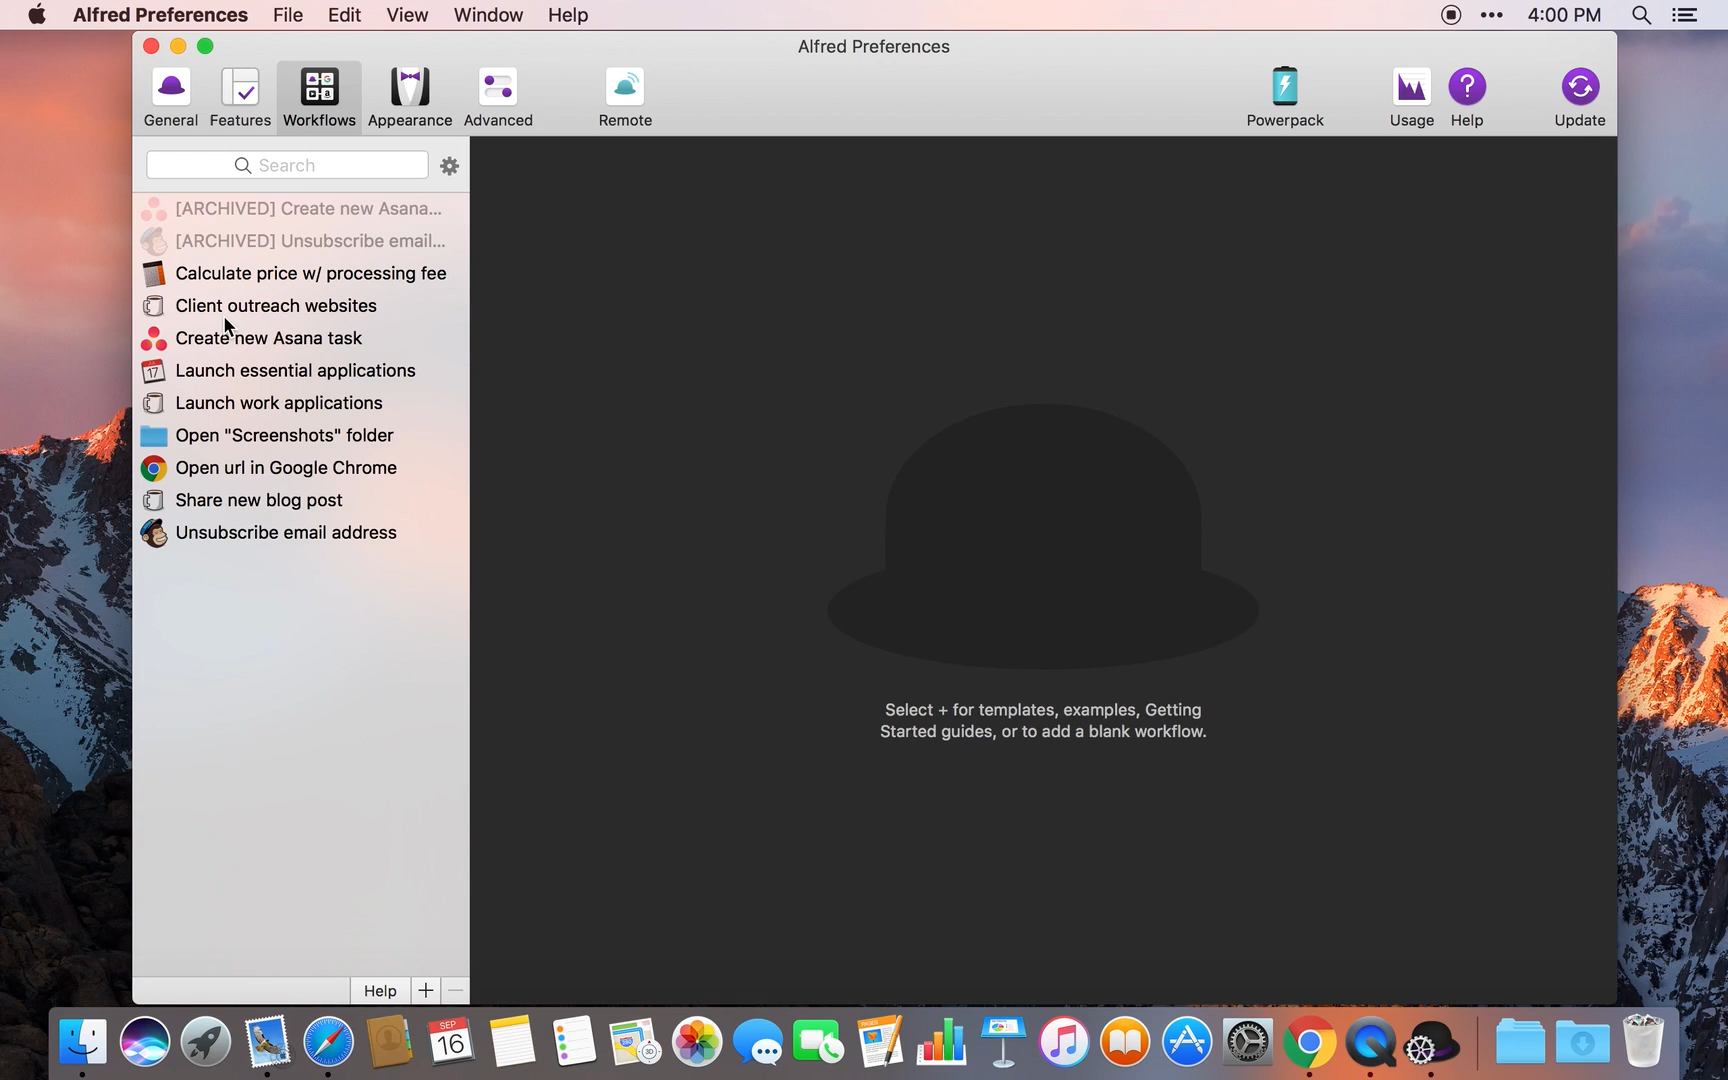 Alfred Preferences File Edit View Window Help 4:00 PM
Alfred Preferences
General Features Workflows Appearance Advanced Remote Powerpack Usage Help Update
Search
[ARCHIVED] Create new Asana...
[ARCHIVED] Unsubscribe email...
Calculate price w/ processing fee
Client outreach websites
Create new Asana task
Launch essential applications
Launch work applications
Open "Screenshots" folder
Open url in Google Chrome
Share new blog post
Unsubscribe email address
Select + for templates, examples, Getting
Started guides, or to add a blank workflow.
Help + −
SEP
16